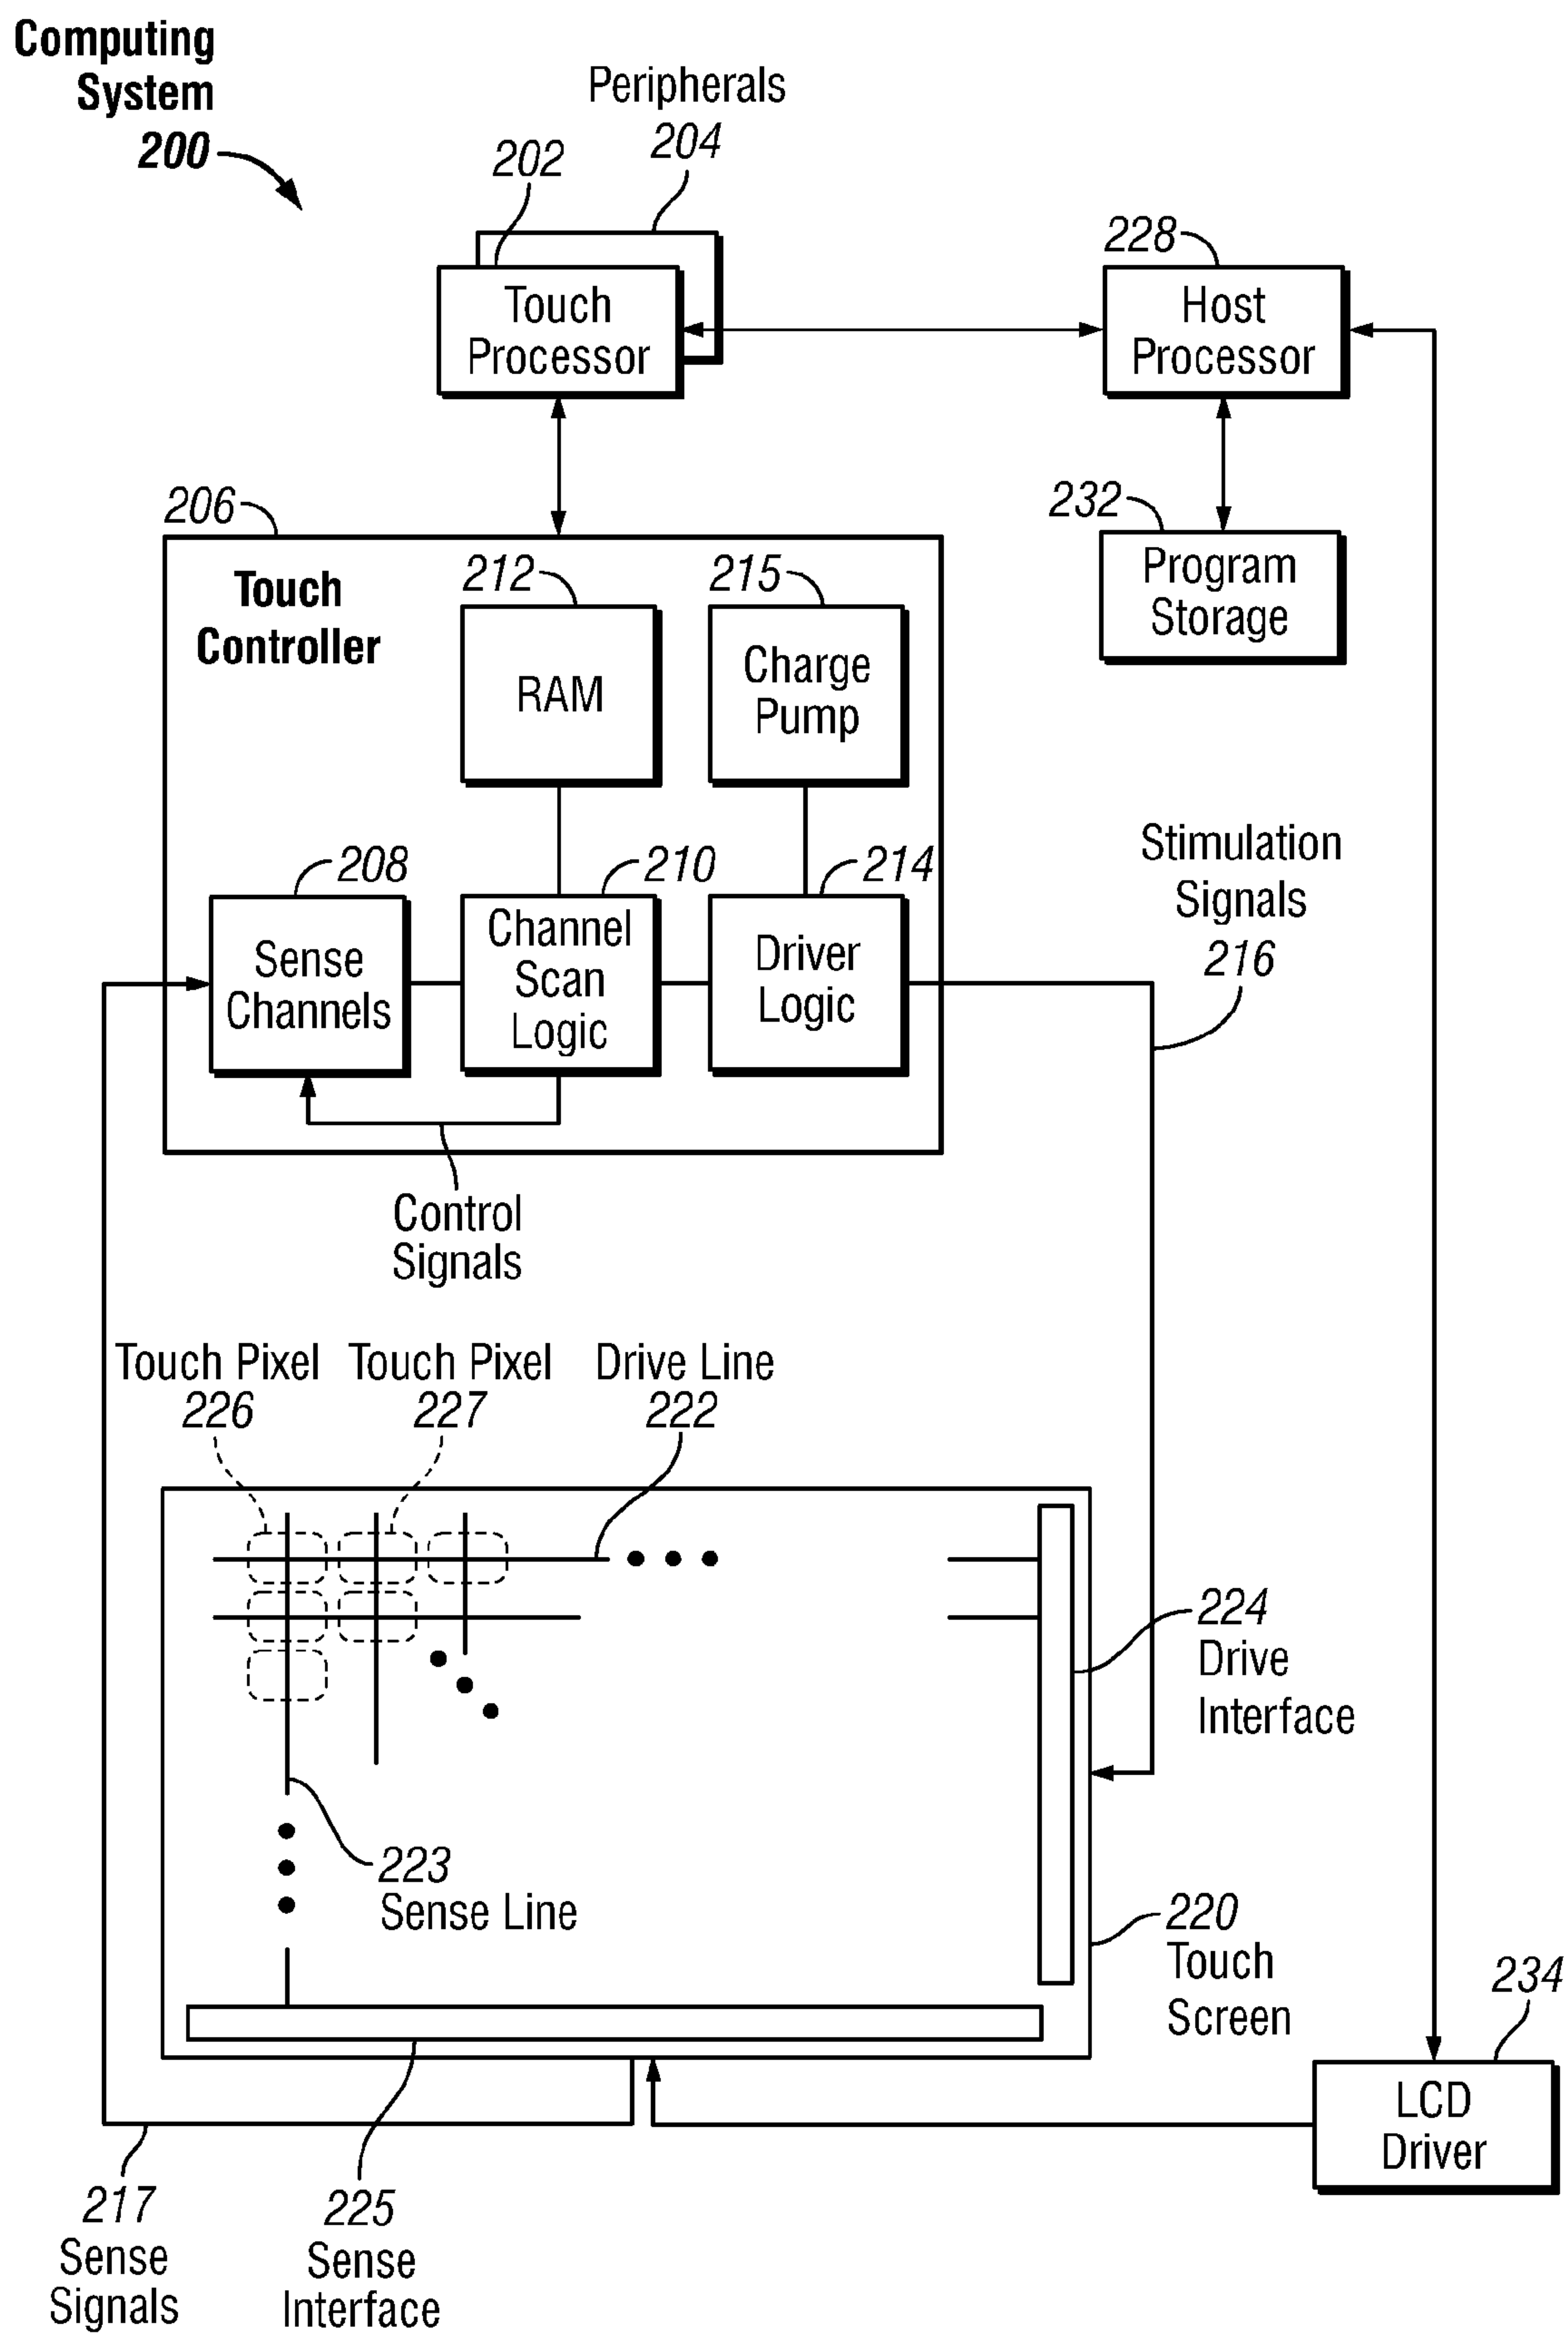 Computing
System
200
Peripherals
204
202
Touch
Processor
228
Host
Processor
206
Touch
Controller
212
RAM
215
Charge
Pump
232
Program
Storage
208
Sense
Channels
210
Channel
Scan
Logic
214
Driver
Logic
Stimulation
Signals
216
Control
Signals
Touch Pixel
226
Touch Pixel
227
Drive Line
222
224
Drive
Interface
223
Sense Line
220
Touch
Screen
234
LCD
Driver
217
Sense
Signals
225
Sense
Interface